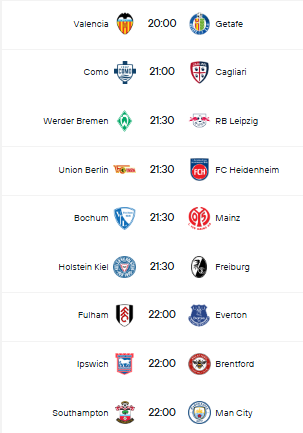 Valencia 20:00 Getafe
Como 21:00 Cagliari
Werder Bremen 21:30 RB Leipzig
Union Berlin 21:30 FC Heidenheim
Bochum 21:30 Mainz
Holstein Kiel 21:30 Freiburg
Fulham 22:00 Everton
Ipswich 22:00 Brentford
Southampton 22:00 Man City